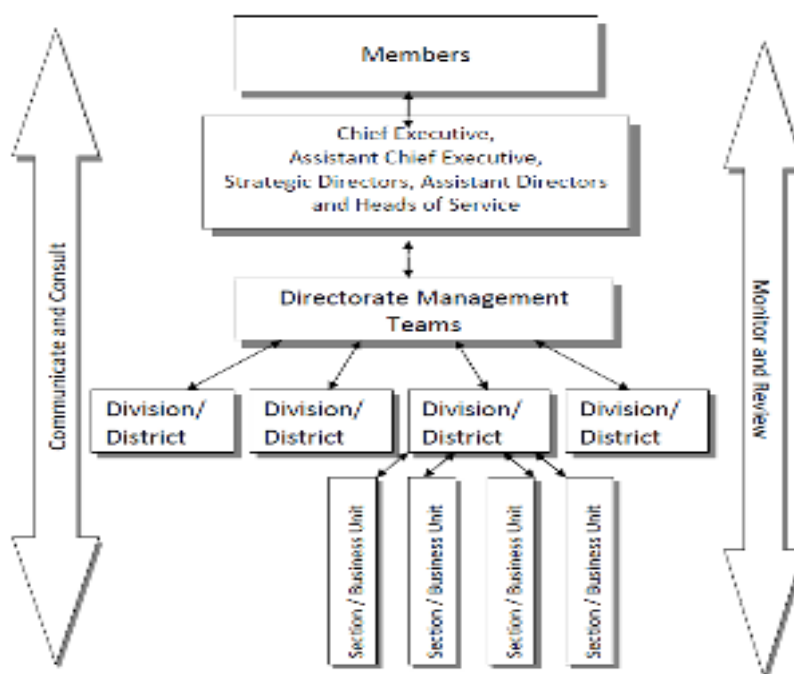 Members
Chief Executive,
Assistant Chief Executive,
Strategic Directors, Assistant Directors
and Heads of Service
Directorate Management
Teams
Communicate and Consult
Monitor and Review
Division/
District
Division/
District
Division/
District
Division/
District
Section / Business Unit
Section / Business Unit
Section / Business Unit
Section / Business Unit